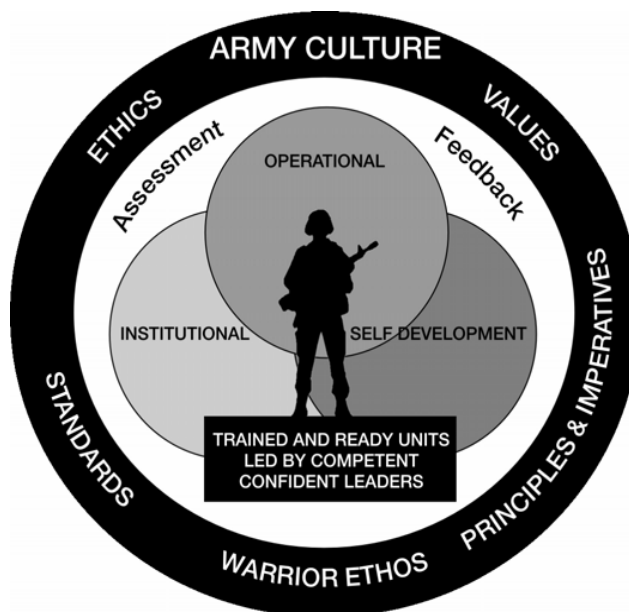 ARMY CULTURE
ETHICS
VALUES
Assessment
Feedback
OPERATIONAL
INSTITUTIONAL
SELF DEVELOPMENT
TRAINED AND READY UNITS
LED BY COMPETENT
CONFIDENT LEADERS
STANDARDS
PRINCIPLES & IMPERATIVES
WARRIOR ETHOS